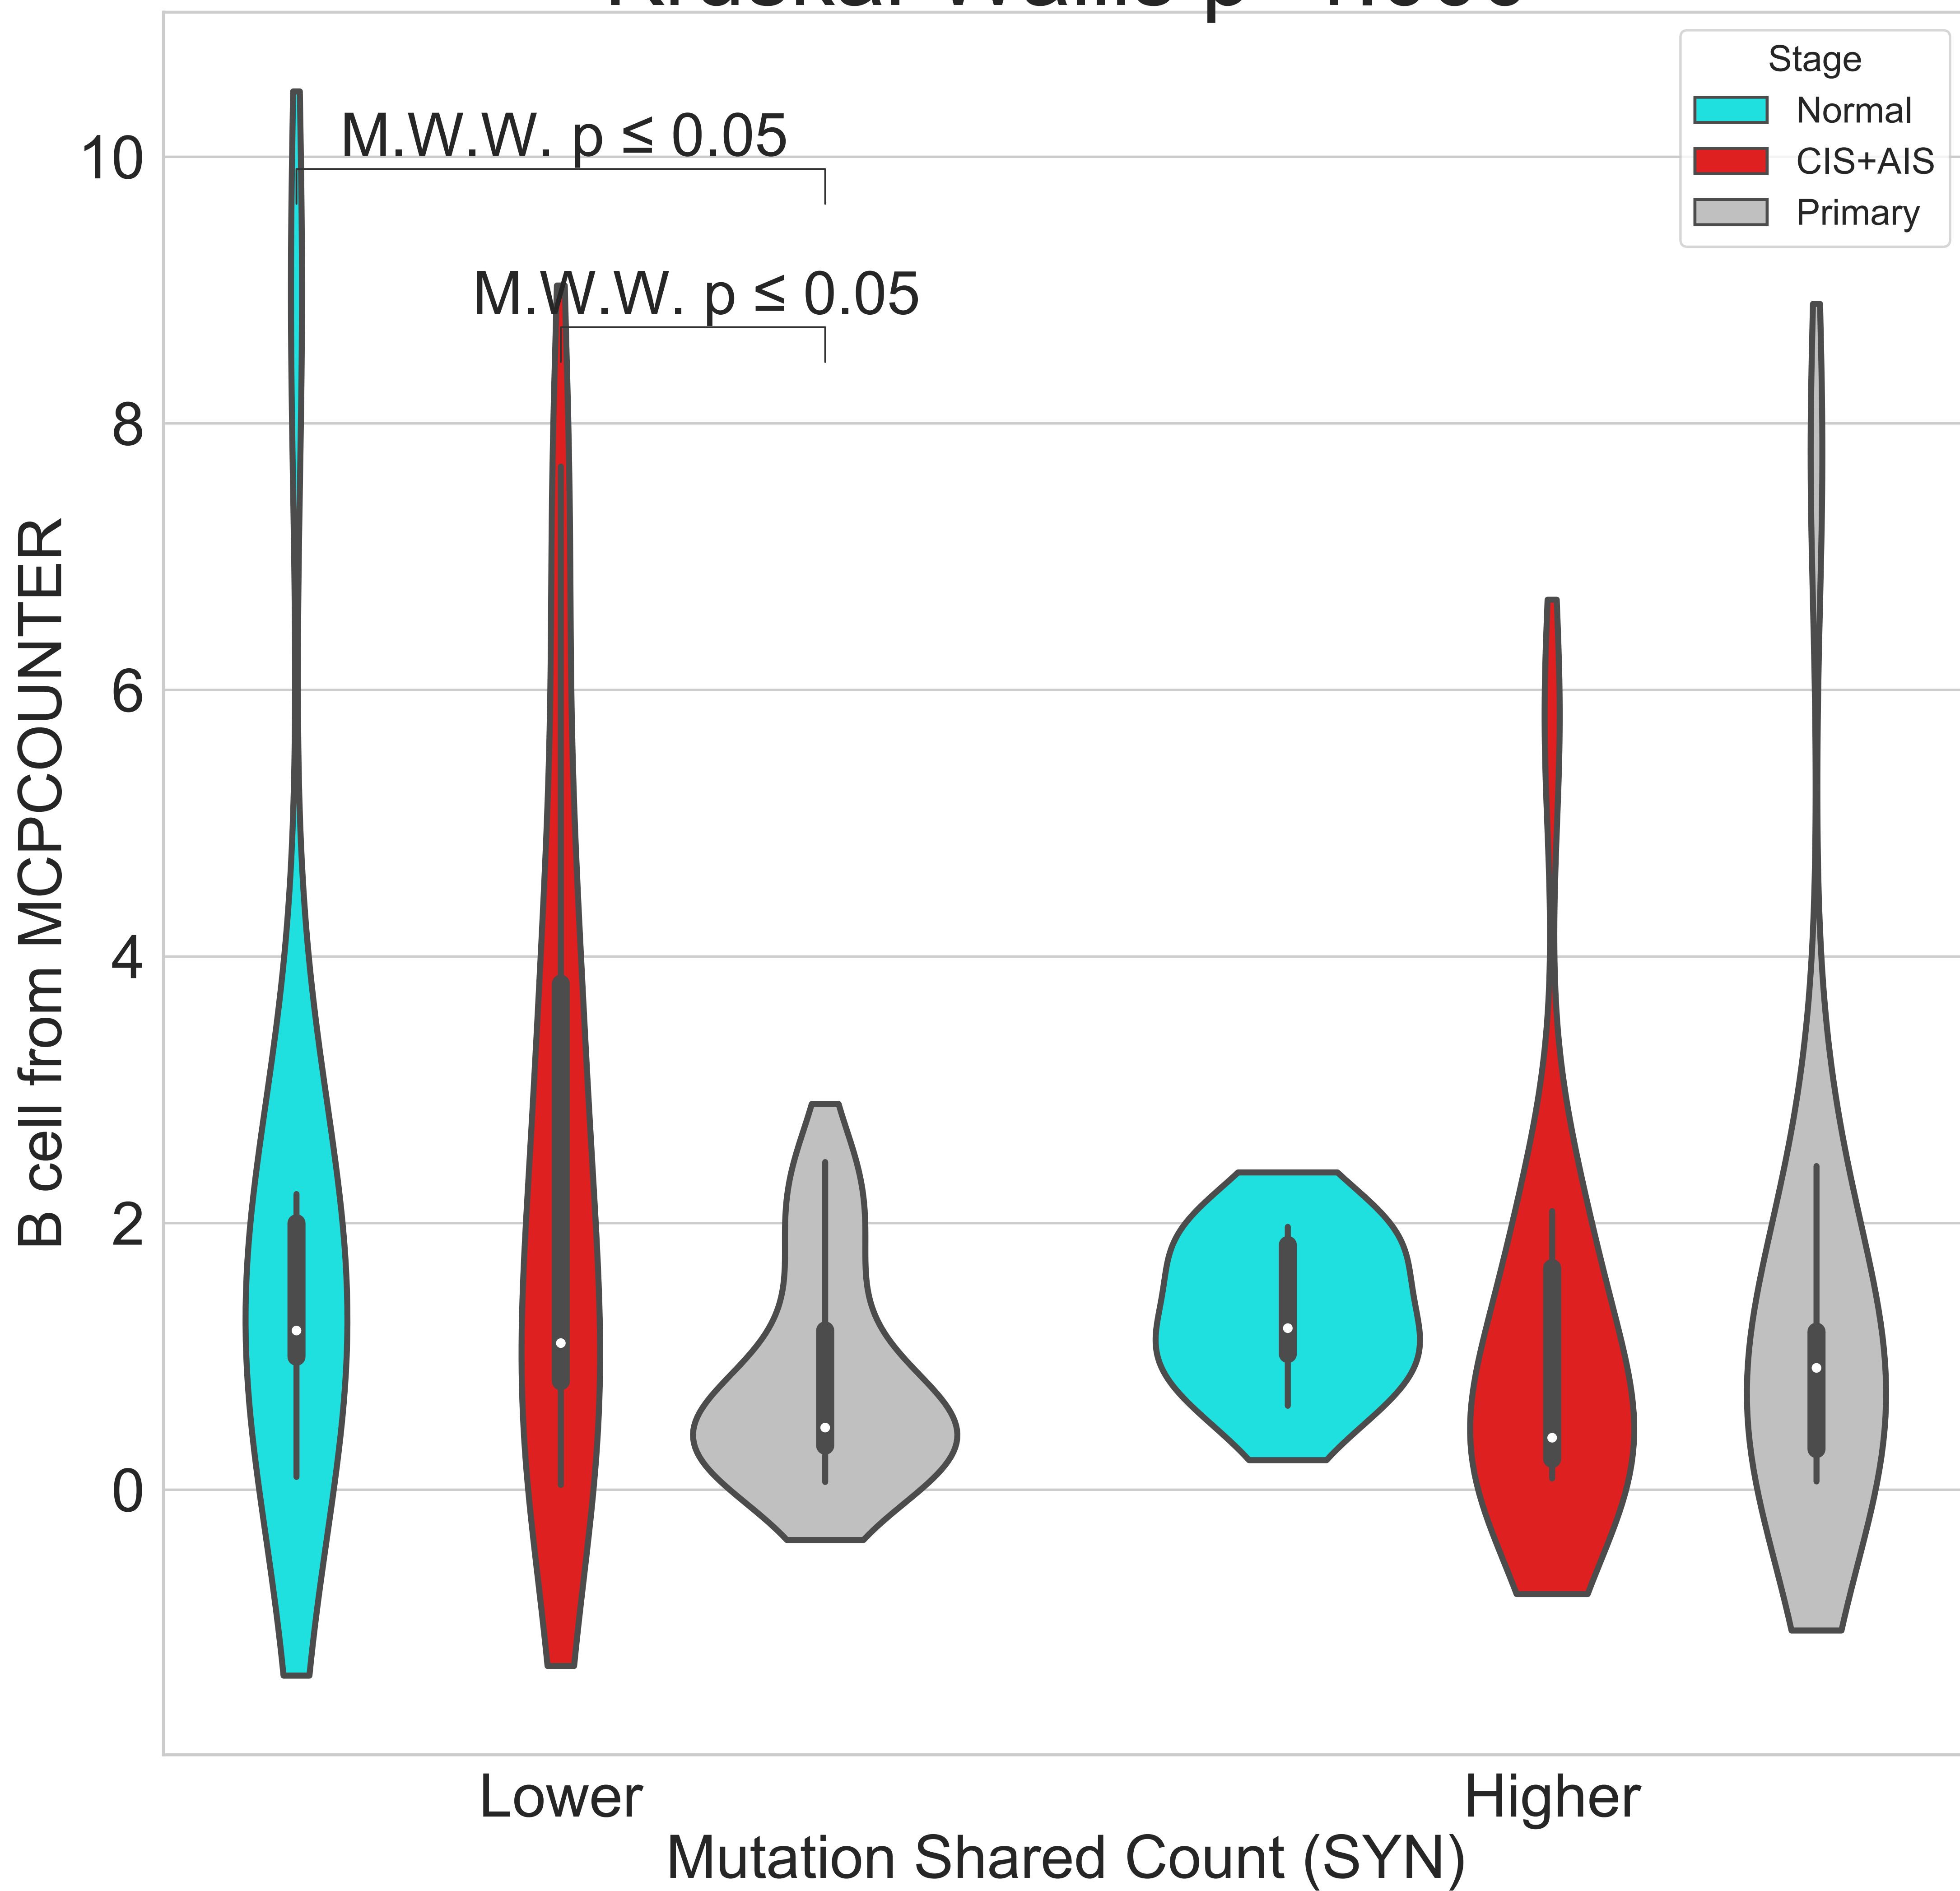 Stage
Normal
CIS+AIS
Primary
M.W.W. p ≤ 0.05
M.W.W. p ≤ 0.05
10
8
6
4
2
0
B cell from MCPCOUNTER
Lower
Higher
Mutation Shared Count (SYN)